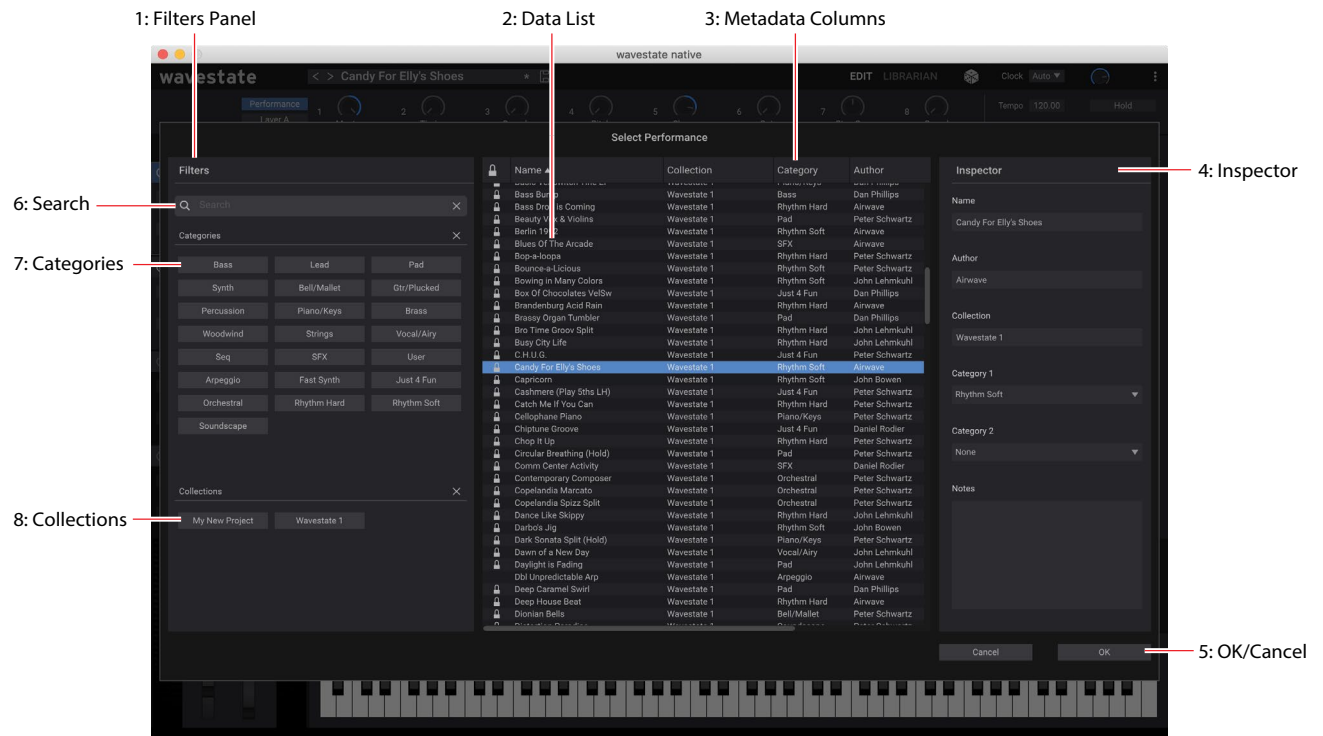 1: Filters Panel
2: Data List
3: Metadata Columns
wavestate native
wavestate
< > Candy For Elly's Shoes *
EDIT LIBRARIAN
Clock Auto
Performance
1
2
3
4
5
6
7
8
Tempo 120.00
Hold
Layer A
Select Performance
Filters
Name Collection Category Author
Inspector
4: Inspector
6: Search
Search
Categories
7: Categories
Bass Lead Pad
Synth Bell/Mallet Gtr/Plucked
Percussion Piano/Keys Brass
Woodwind Strings Vocal/Airy
Seq SFX User
Arpeggio Fast Synth Just 4 Fun
Orchestral Rhythm Hard Rhythm Soft
Soundscape
Collections
8: Collections
My New Project Wavestate 1
Bass Bump Wavestate 1 Bass Dan Phillips
Bass Drop is Coming Wavestate 1 Rhythm Hard Airwave
Beauty Vox & Violins Wavestate 1 Pad Peter Schwartz
Berlin Wavestate 1 Rhythm Soft Airwave
Blues Of The Arcade Wavestate 1 SFX Airwave
Bop-a-loopa Wavestate 1 Rhythm Hard Peter Schwartz
Bounce-a-Licious Wavestate 1 Rhythm Soft Peter Schwartz
Bowing in Many Colors Wavestate 1 Rhythm Soft John Lehmkuhl
Box Of Chocolates VelSw Wavestate 1 Just 4 Fun Dan Phillips
Brandenburg Acid Rain Wavestate 1 Rhythm Hard Airwave
Brassy Organ Tumbler Wavestate 1 Pad Dan Phillips
Bro Time Groov Split Wavestate 1 Rhythm Hard John Lehmkuhl
Busy City Life Wavestate 1 Rhythm Hard John Lehmkuhl
C.H.U.G. Wavestate 1 Just 4 Fun Peter Schwartz
Candy For Elly's Shoes Wavestate 1 Rhythm Soft Airwave
Capricorn Wavestate 1 Rhythm Soft John Bowen
Cashmere (Play 5ths LH) Wavestate 1 Just 4 Fun Peter Schwartz
Catch Me If You Can Wavestate 1 Rhythm Hard Peter Schwartz
Cellophane Piano Wavestate 1 Piano/Keys Peter Schwartz
Chiptune Groove Wavestate 1 Just 4 Fun Daniel Rodier
Chop It Up Wavestate 1 Rhythm Hard Peter Schwartz
Circular Breathing (Hold) Wavestate 1 Pad Peter Schwartz
Comm Center Activity Wavestate 1 SFX Daniel Rodier
Contemporary Composer Wavestate 1 Orchestral Peter Schwartz
Copelandia Marcato Wavestate 1 Orchestral Peter Schwartz
Copelandia Spizz Split Wavestate 1 Orchestral Peter Schwartz
Dance Like Skippy Wavestate 1 Rhythm Hard John Lehmkuhl
Darbo's Jig Wavestate 1 Rhythm Soft John Bowen
Dark Sonata Split (Hold) Wavestate 1 Piano/Keys Peter Schwartz
Dawn of a New Day Wavestate 1 Vocal/Airy John Lehmkuhl
Daylight is Fading Wavestate 1 Pad John Lehmkuhl
Dbl Unpredictable Arp Wavestate 1 Arpeggio Airwave
Deep Caramel Swirl Wavestate 1 Pad Dan Phillips
Deep House Beat Wavestate 1 Rhythm Hard Airwave
Dionian Bells Wavestate 1 Bell/Mallet Peter Schwartz
Name
Candy For Elly's Shoes
Author
Airwave
Collection
Wavestate 1
Category 1
Rhythm Soft
Category 2
None
Notes
Cancel
OK
5: OK/Cancel